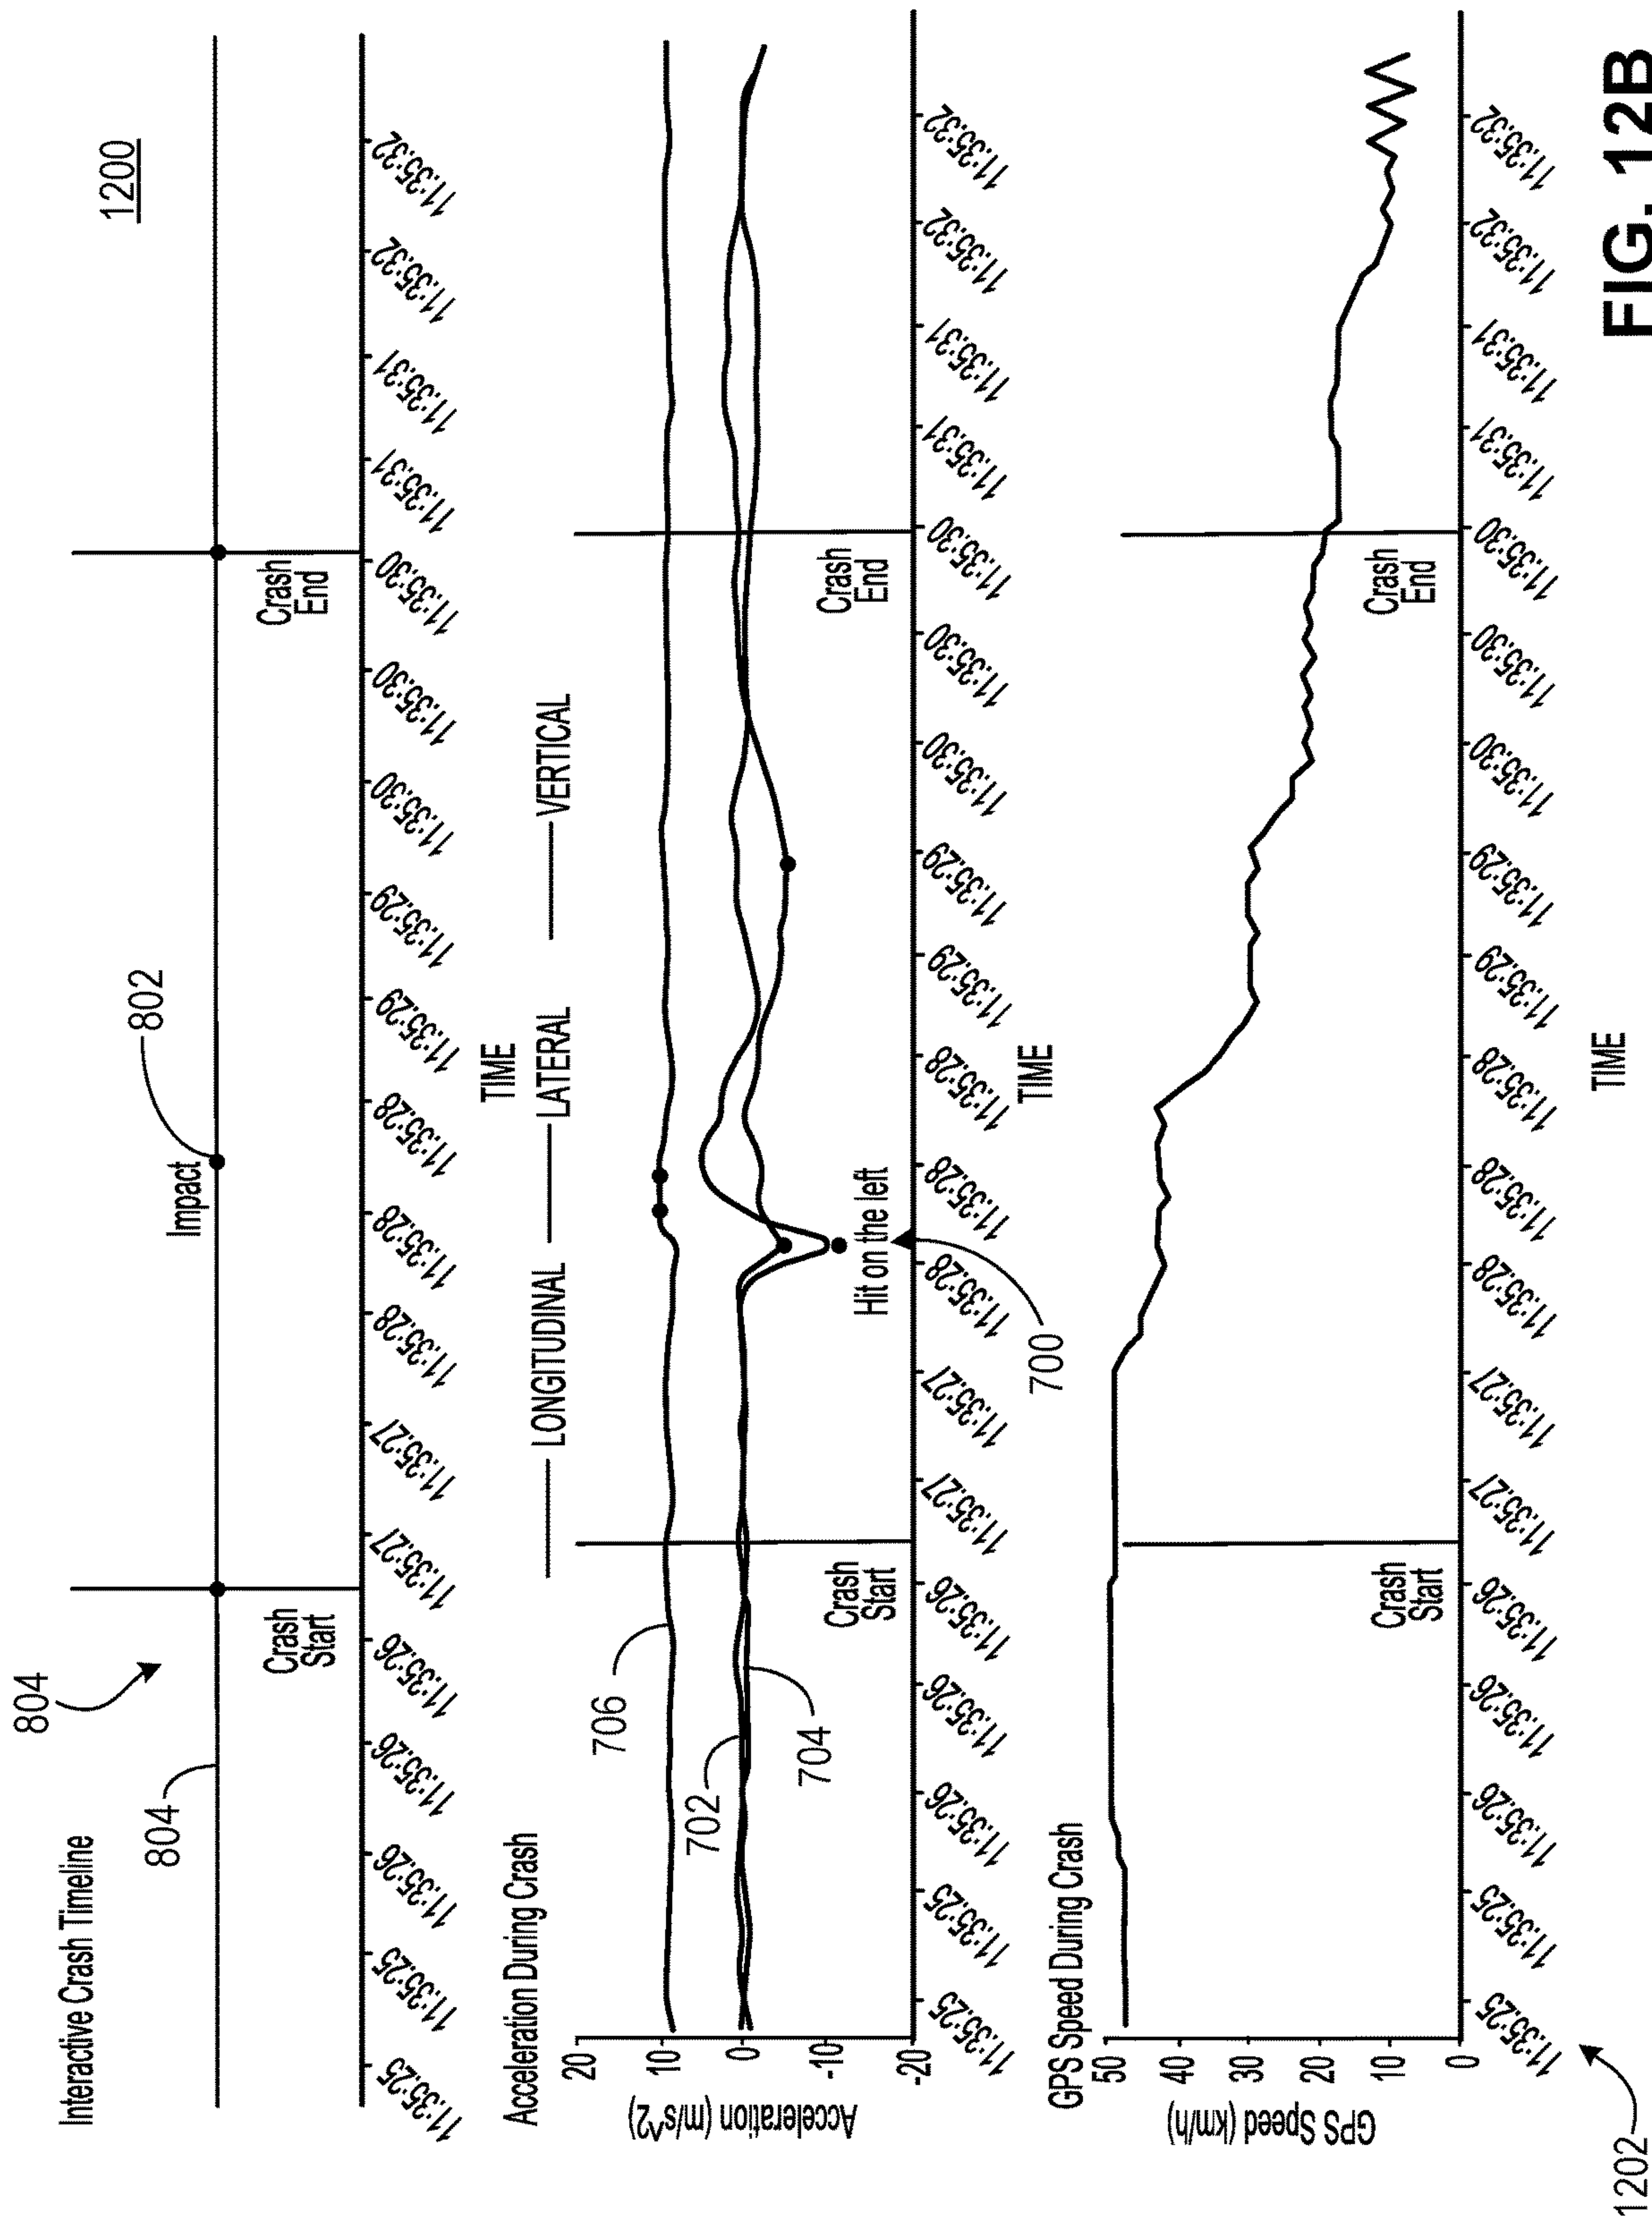 1200
Interactive Crash Timeline
804
804
802
Impact
Crash
Start
Crash
End
11:35:25 11:35:25 11:35:26 11:35:26 11:35:26 11:35:27 11:35:27 11:35:28 11:35:28 11:35:28 11:35:29 11:35:29 11:35:30 11:35:30 11:35:30 11:35:31 11:35:31 11:35:32 11:35:32
TIME
Acceleration During Crash
LONGITUDINAL LATERAL VERTICAL
Acceleration (m/s^2)
20
10
0
-10
-20
706
702
704
Crash
Start
Hit on the left
Crash
End
11:35:25 11:35:25 11:35:26 11:35:26 11:35:26 11:35:27 11:35:27 11:35:28 11:35:28 11:35:28 11:35:29 11:35:29 11:35:30 11:35:30 11:35:30 11:35:31 11:35:31 11:35:32 11:35:32
700
TIME
GPS Speed During Crash
GPS Speed (km/h)
50
40
30
20
10
0
Crash
Start
Crash
End
11:35:25 11:35:25 11:35:26 11:35:26 11:35:26 11:35:27 11:35:27 11:35:28 11:35:28 11:35:28 11:35:29 11:35:29 11:35:30 11:35:30 11:35:30 11:35:31 11:35:31 11:35:32 11:35:32
TIME
1202
FIG. 12B